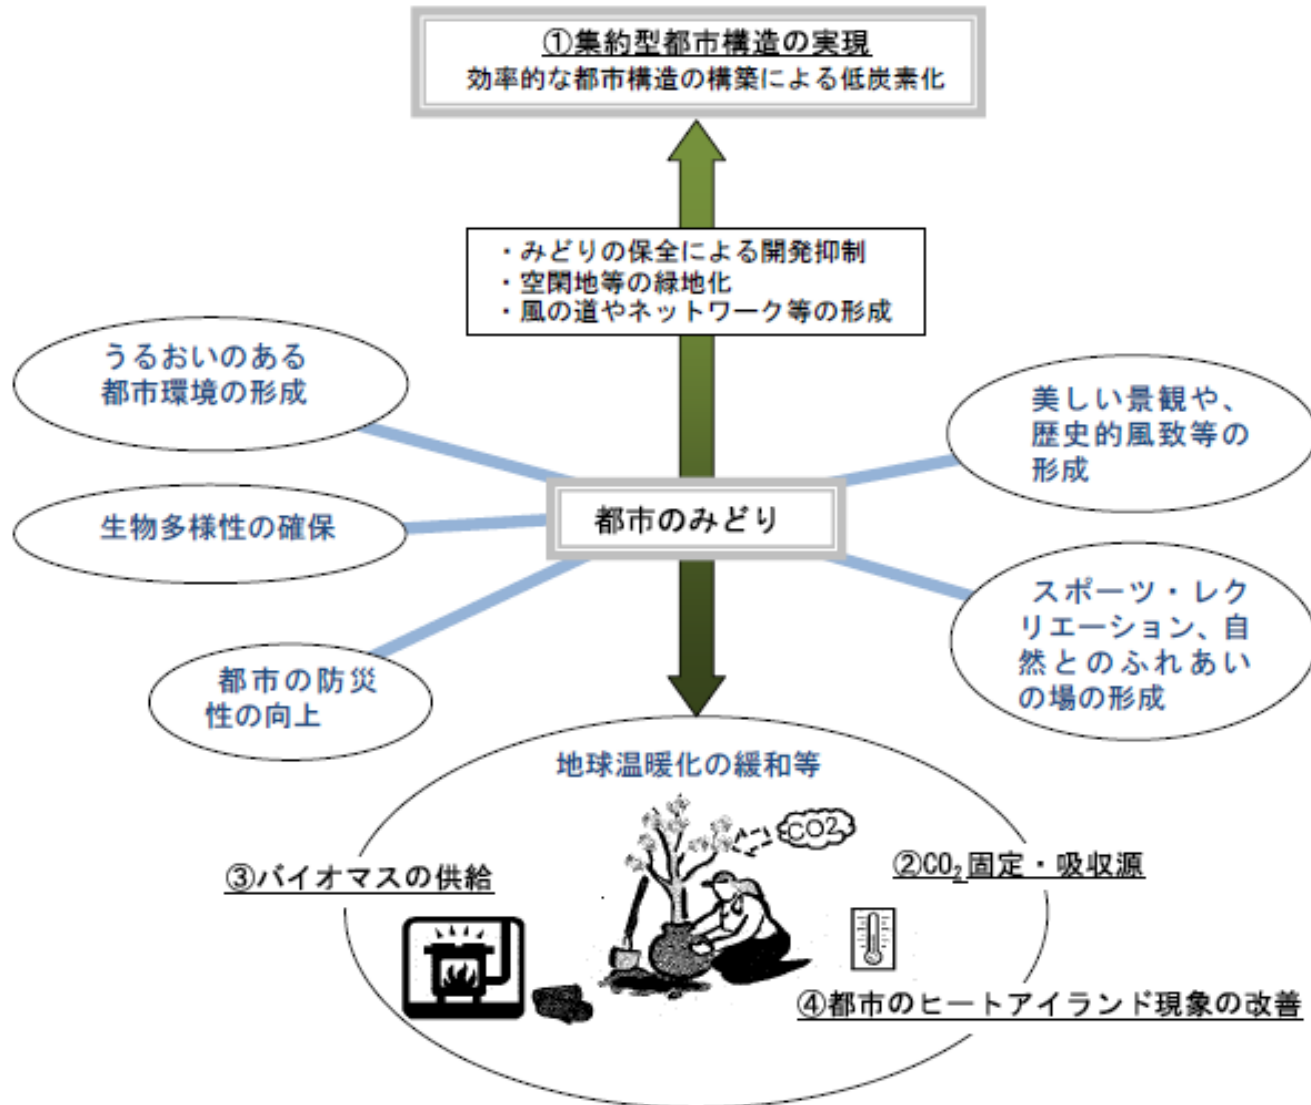 ①集約型都市構造の実現
効率的な都市構造の構築による低炭素化
・みどりの保全による開発抑制
・空閑地等の緑地化
・風の道やネットワーク等の形成
うるおいのある
都市環境の形成
美しい景観や、
歴史的風致等の
形成
生物多様性の確保
都市のみどり
スポーツ・レク
リエーション、自
然とのふれあい
の場の形成
都市の防災
性の向上
地球温暖化の緩和等
CO2
③バイオマスの供給
②CO₂固定・吸収源
④都市のヒートアイランド現象の改善